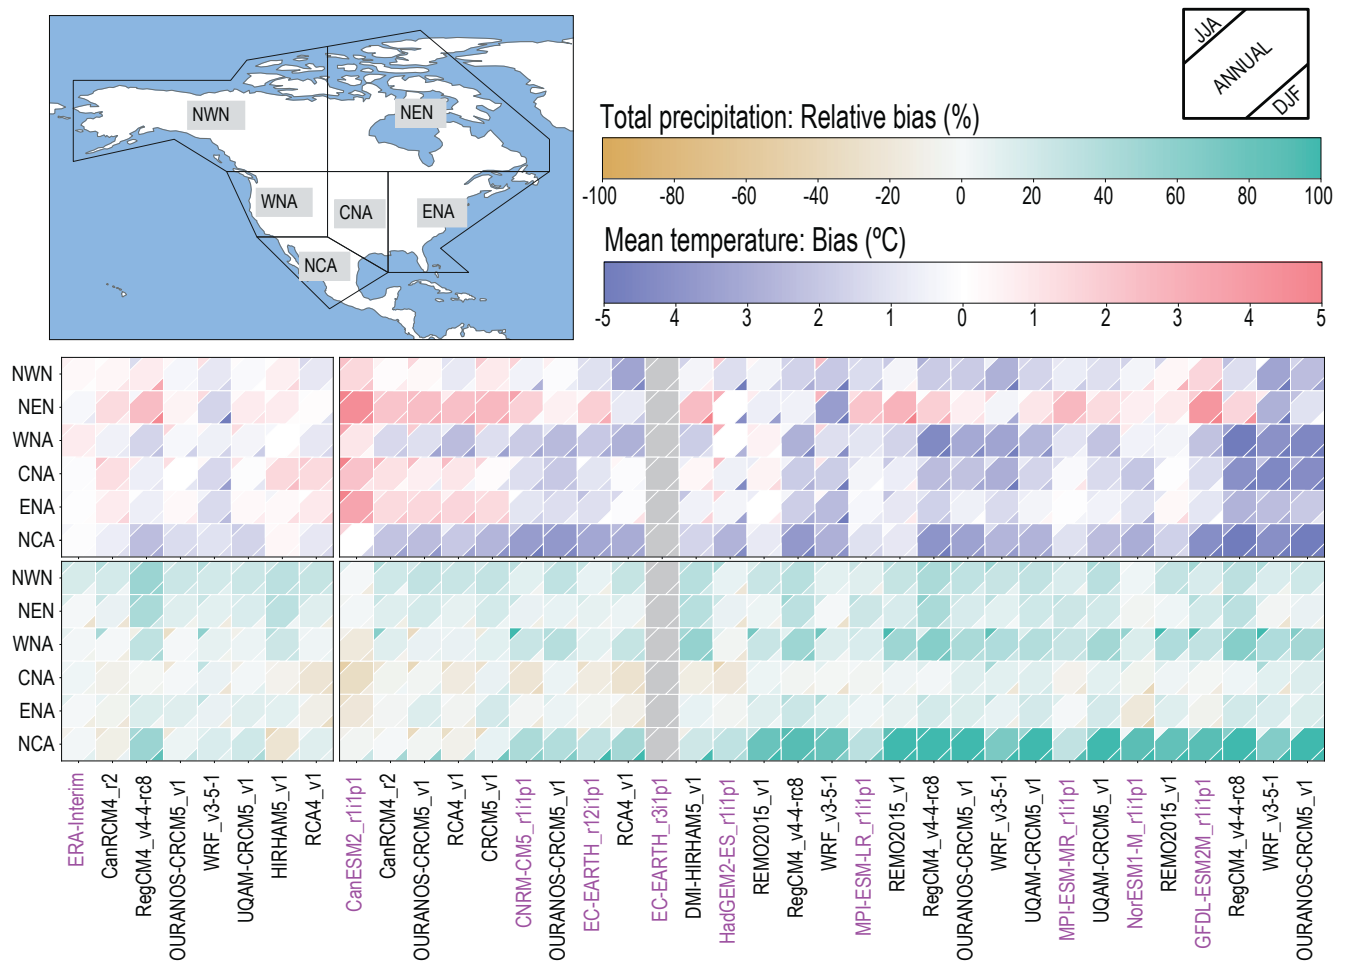 JJA
ANNUAL
DJF
NWN
NEN
WNA
CNA
ENA
NCA
Total precipitation: Relative bias (%)
-100 -80 -60 -40 -20 0 20 40 60 80 100
Mean temperature: Bias (ºC)
-5 4 3 2 1 0 1 2 3 4 5
NWN
NEN
WNA
CNA
ENA
NCA
NWN
NEN
WNA
CNA
ENA
NCA
ERA-Interim
CanRCM4_r2
RegCM4_v4-4-rc8
OURANOS-CRCM5_v1
WRF_v3-5-1
UQAM-CRCM5_v1
HIRHAM5_v1
RCA4_v1
CanESM2_r1i1p1
CanRCM4_r2
OURANOS-CRCM5_v1
RCA4_v1
CRCM5_v1
CNRM-CM5_r1i1p1
OURANOS-CRCM5_v1
EC-EARTH_r12i1p1
RCA4_v1
EC-EARTH_r3i1p1
DMI-HIRHAM5_v1
HadGEM2-ES_r1i1p1
REMO2015_v1
RegCM4_v4-4-rc8
WRF_v3-5-1
MPI-ESM-LR_r1i1p1
REMO2015_v1
RegCM4_v4-4-rc8
OURANOS-CRCM5_v1
WRF_v3-5-1
UQAM-CRCM5_v1
MPI-ESM-MR_r1i1p1
UQAM-CRCM5_v1
NorESM1-M_r1i1p1
REMO2015_v1
GFDL-ESM2M_r1i1p1
RegCM4_v4-4-rc8
WRF_v3-5-1
OURANOS-CRCM5_v1